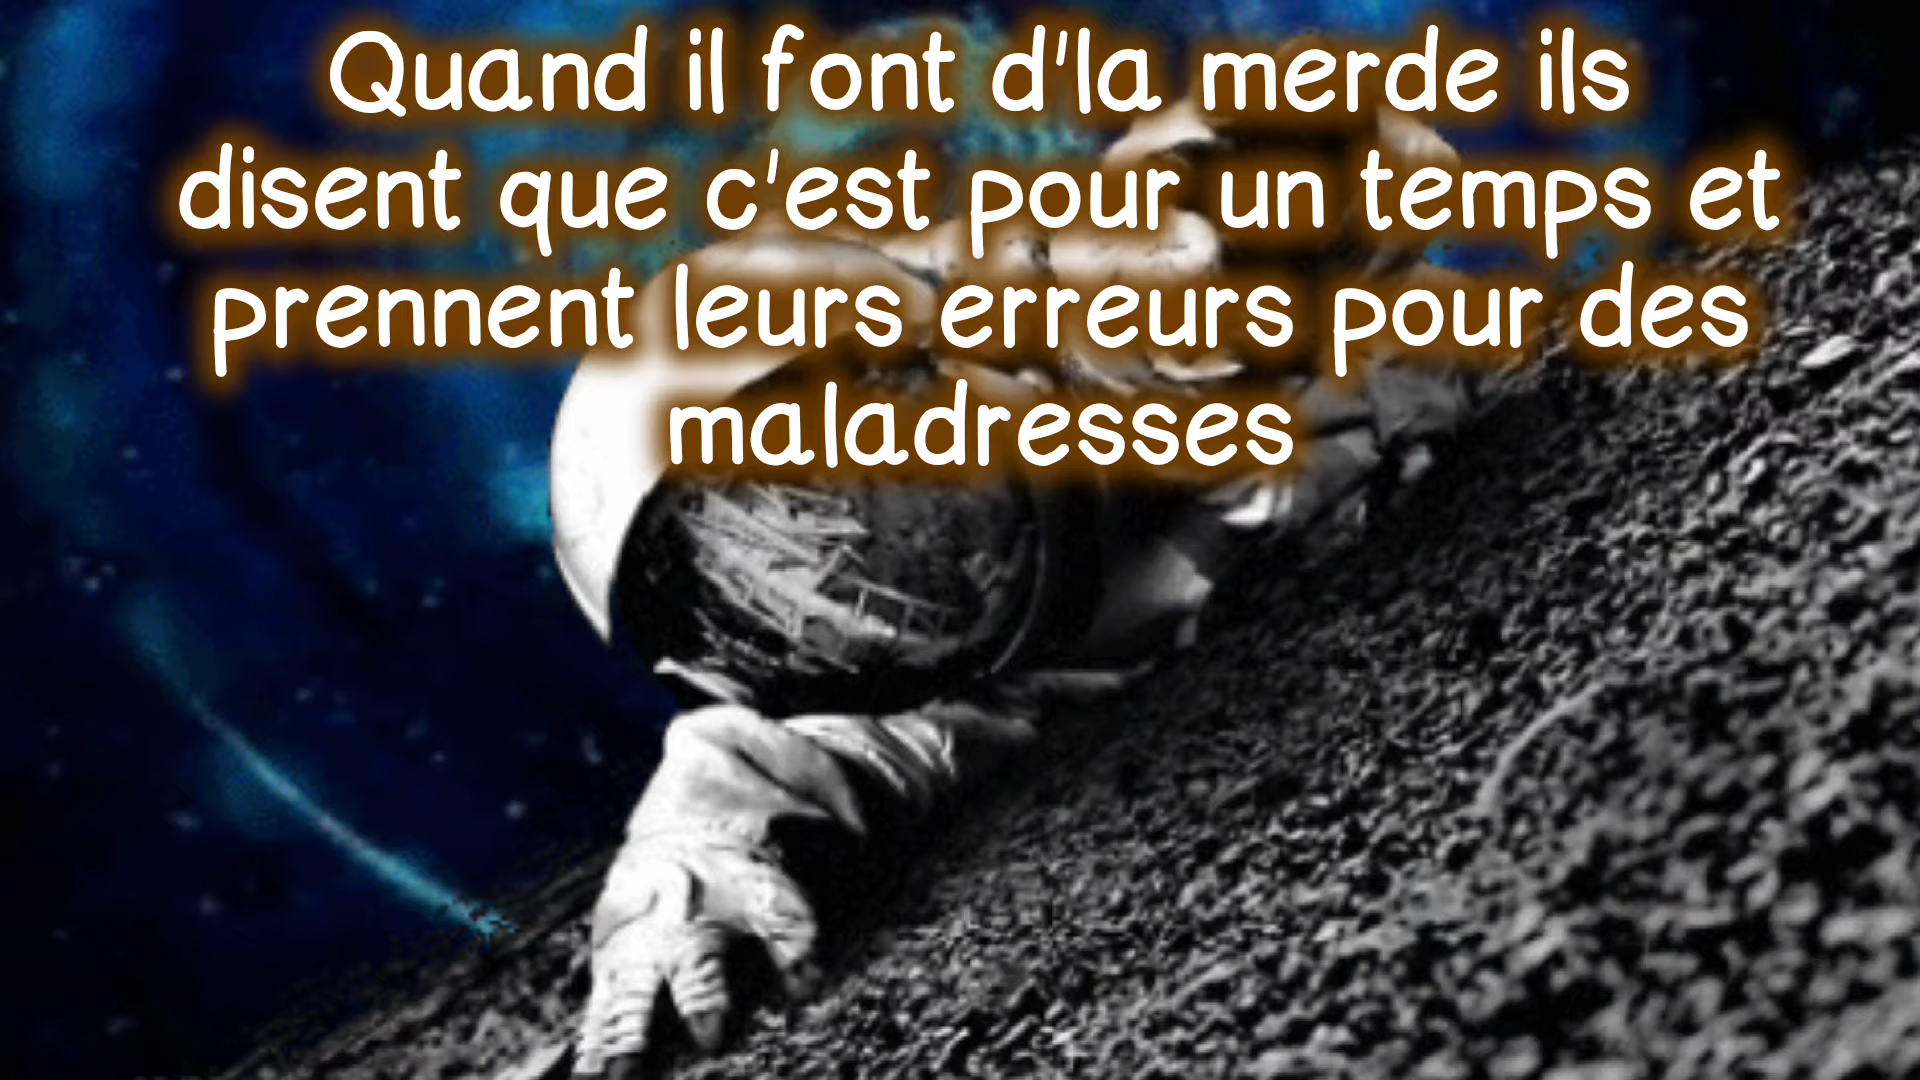 Quand il font d'la merde ils
disent que c'est pour un temps et
prennent leurs erreurs pour des
maladresses